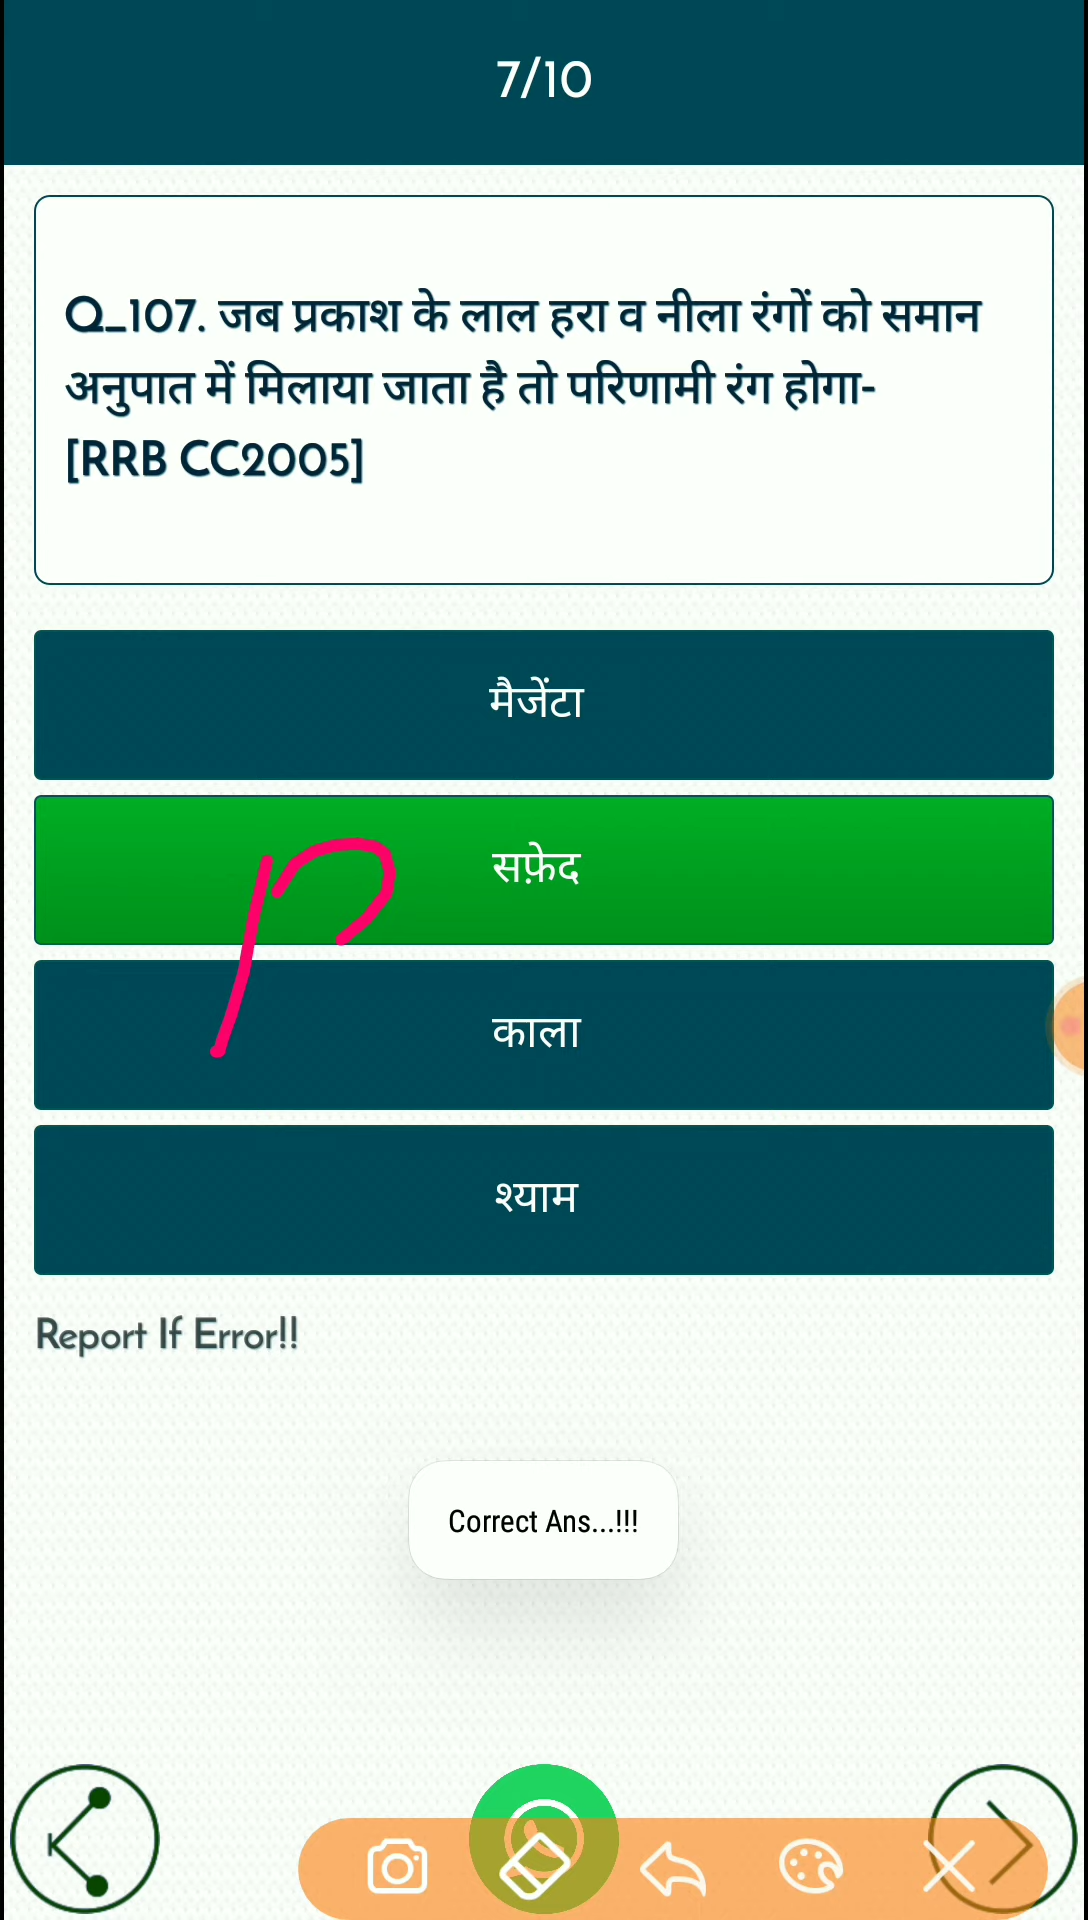 7/10
Q_107. जब प्रकाश के लाल हरा व नीला रंगों को समान
अनुपात में मिलाया जाता है तो परिणामी रंग होगा-
[RRB CC2005]
मैजेंटा
सफ़ेद
काला
श्याम
Report If Error!!
Correct Ans...!!!